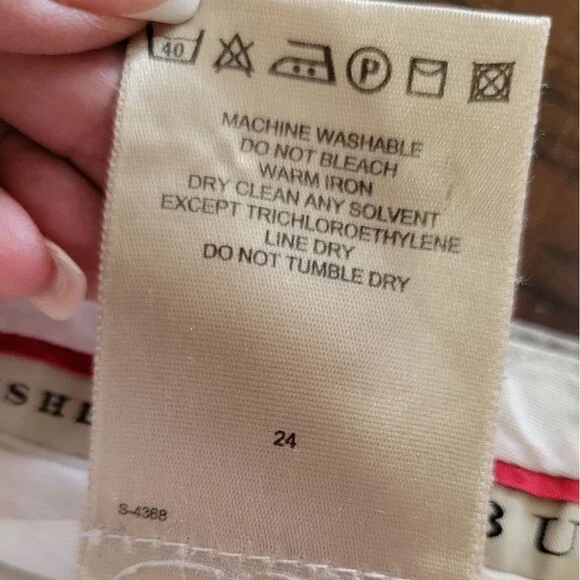 40
P
MACHINE WASHABLE
DO NOT BLEACH
WARM IRON
DRY CLEAN ANY SOLVENT
EXCEPT TRICHLOROETHYLENE
LINE DRY
DO NOT TUMBLE DRY
24
S-4368